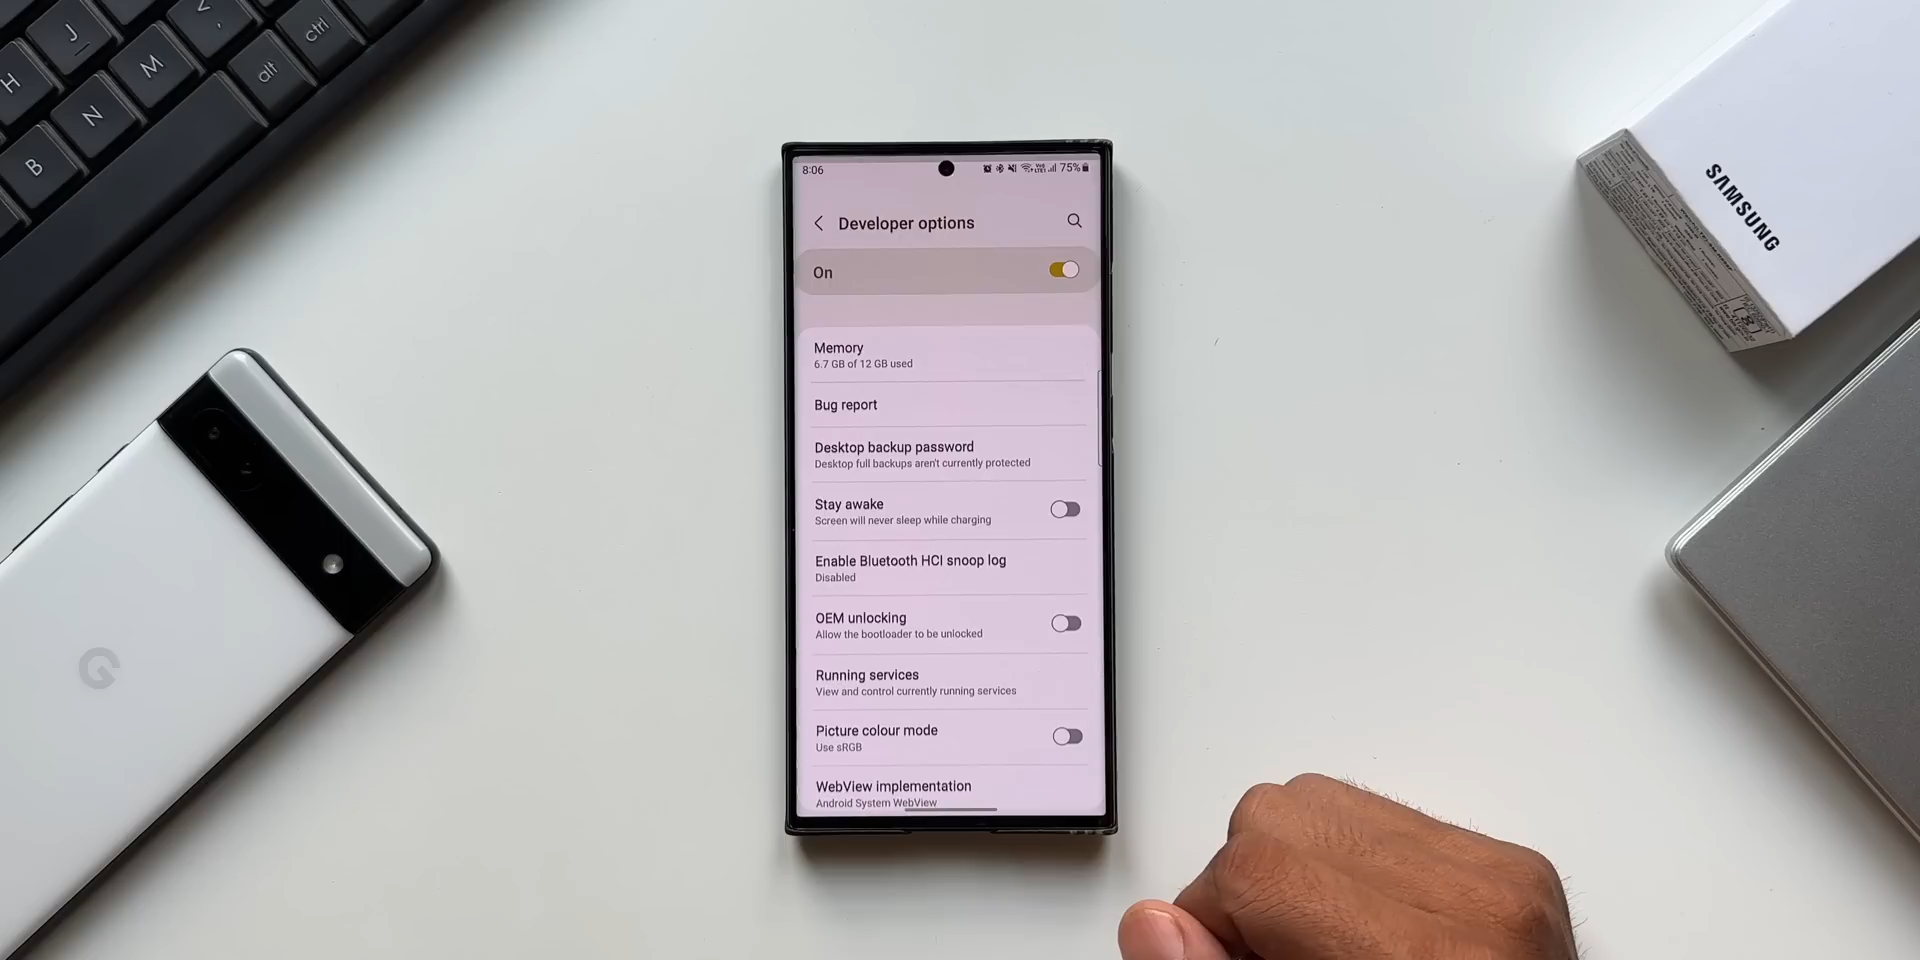 J
V
ctrl
H
M
alt
N
B
G
8:06
75%
Developer options
On
Memory
6.7 GB of 12 GB used
Bug report
Desktop backup password
Desktop full backups aren't currently protected
Stay awake
Screen will never sleep while charging
Enable Bluetooth HCI snoop log
Disabled
OEM unlocking
Allow the bootloader to be unlocked
Running services
View and control currently running services
Picture colour mode
Use sRGB
WebView implementation
Android System WebView
SAMSUNG